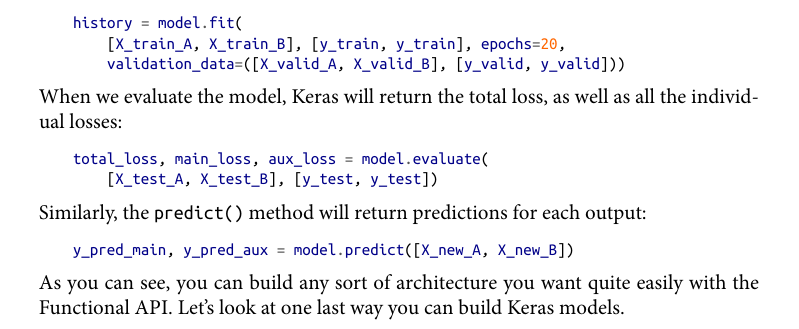 history = model.fit(
    [X_train_A, X_train_B], [y_train, y_train], epochs=20,
    validation_data=([X_valid_A, X_valid_B], [y_valid, y_valid]))
When we evaluate the model, Keras will return the total loss, as well as all the individ-
ual losses:
total_loss, main_loss, aux_loss = model.evaluate(
    [X_test_A, X_test_B], [y_test, y_test])
Similarly, the predict() method will return predictions for each output:
y_pred_main, y_pred_aux = model.predict([X_new_A, X_new_B])
As you can see, you can build any sort of architecture you want quite easily with the
Functional API. Let’s look at one last way you can build Keras models.